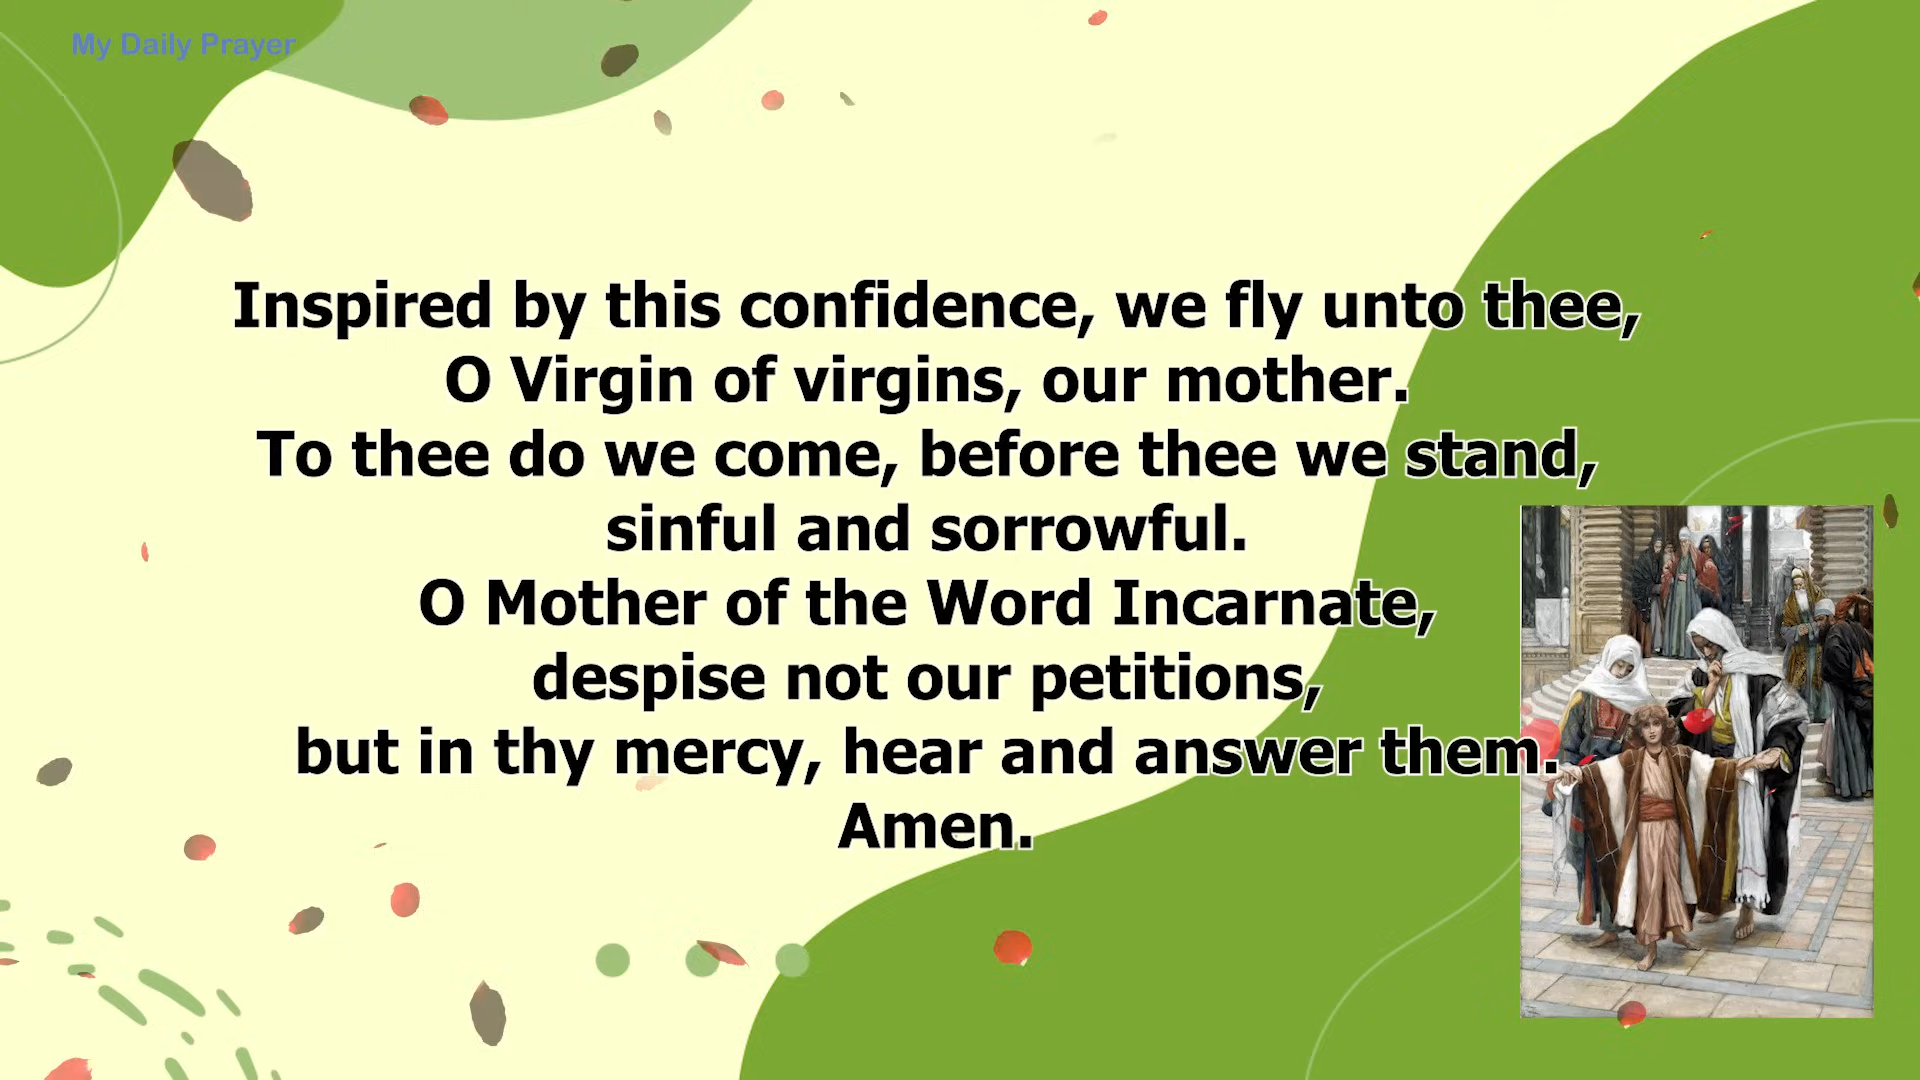 My Daily Prayer
Inspired by this confidence, we fly unto thee,
O Virgin of virgins, our mother.
To thee do we come, before thee we stand,
sinful and sorrowful.
O Mother of the Word Incarnate,
despise not our petitions,
but in thy mercy, hear and answer them.
Amen.